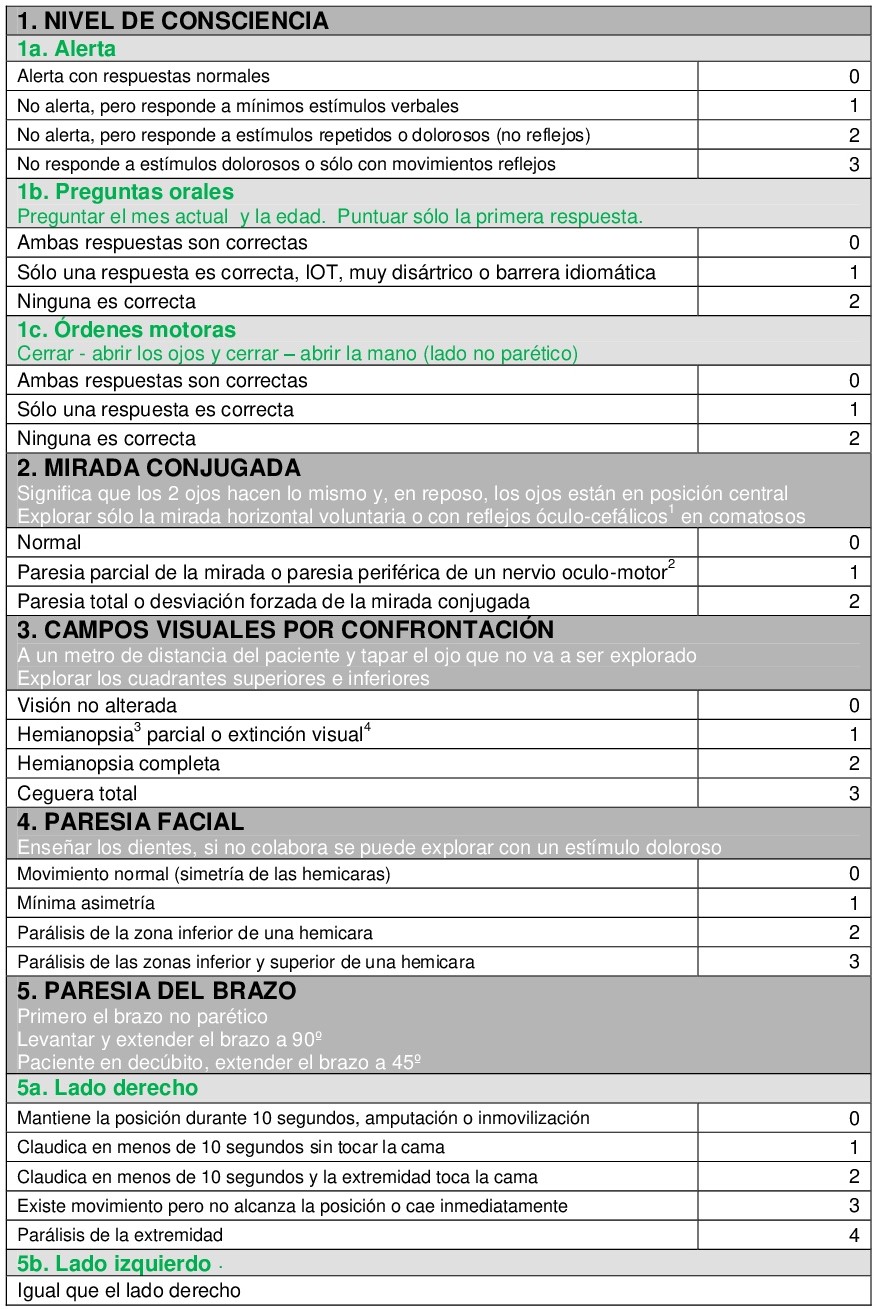 1. NIVEL DE CONSCIENCIA
1a. Alerta
Alerta con respuestas normales 0
No alerta, pero responde a mínimos estímulos verbales 1
No alerta, pero responde a estímulos repetidos o dolorosos (no reflejos) 2
No responde a estímulos dolorosos o sólo con movimientos reflejos 3
1b. Preguntas orales
Preguntar el mes actual y la edad. Puntuar sólo la primera respuesta.
Ambas respuestas son correctas 0
Sólo una respuesta es correcta, IOT, muy disártrico o barrera idiomática 1
Ninguna es correcta 2
1c. Órdenes motoras
Cerrar - abrir los ojos y cerrar – abrir la mano (lado no parético)
Ambas respuestas son correctas 0
Sólo una respuesta es correcta 1
Ninguna es correcta 2
2. MIRADA CONJUGADA
Significa que los 2 ojos hacen lo mismo y, en reposo, los ojos están en posición central
Explorar sólo la mirada horizontal voluntaria o con reflejos óculo-cefálicos¹ en comatosos
Normal 0
Paresia parcial de la mirada o paresia periférica de un nervio oculo-motor² 1
Paresia total o desviación forzada de la mirada conjugada 2
3. CAMPOS VISUALES POR CONFRONTACIÓN
A un metro de distancia del paciente y tapar el ojo que no va a ser explorado
Explorar los cuadrantes superiores e inferiores
Visión no alterada 0
Hemianopsia³ parcial o extinción visual⁴ 1
Hemianopsia completa 2
Ceguera total 3
4. PARESIA FACIAL
Enseñar los dientes, si no colabora se puede explorar con un estímulo doloroso
Movimiento normal (simetría de las hemicaras) 0
Mínima asimetría 1
Parálisis de la zona inferior de una hemicara 2
Parálisis de las zonas inferior y superior de una hemicara 3
5. PARESIA DEL BRAZO
Primero el brazo no parético
Levantar y extender el brazo a 90º
Paciente en decúbito, extender el brazo a 45º
5a. Lado derecho
Mantiene la posición durante 10 segundos, amputación o inmovilización 0
Claudica en menos de 10 segundos sin tocar la cama 1
Claudica en menos de 10 segundos y la extremidad toca la cama 2
Existe movimiento pero no alcanza la posición o cae inmediatamente 3
Parálisis de la extremidad 4
5b. Lado izquierdo .
Igual que el lado derecho